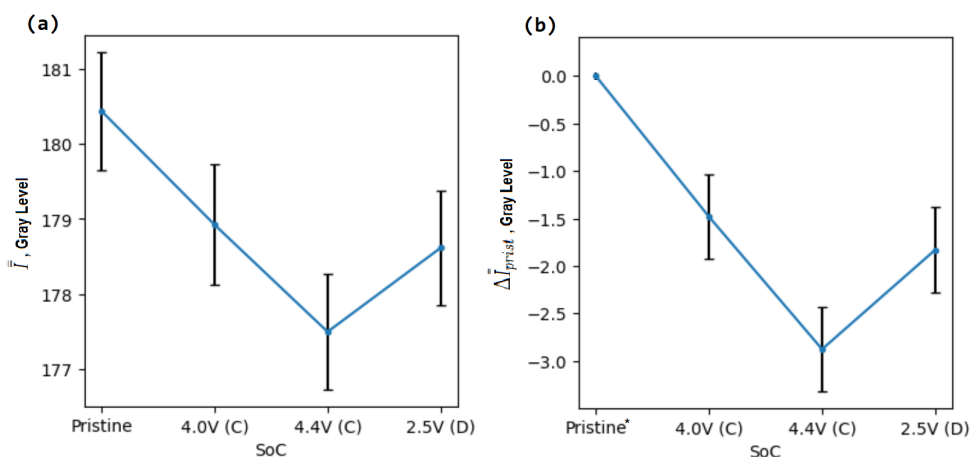 (a)
181
180
179
178
177
I̿ , Gray Level
Pristine 4.0V (C) 4.4V (C) 2.5V (D)
SoC
(b)
0.0
−0.5
−1.0
−1.5
−2.0
−2.5
−3.0
ΔI̿prist , Gray Level
Pristine* 4.0V (C) 4.4V (C) 2.5V (D)
SoC